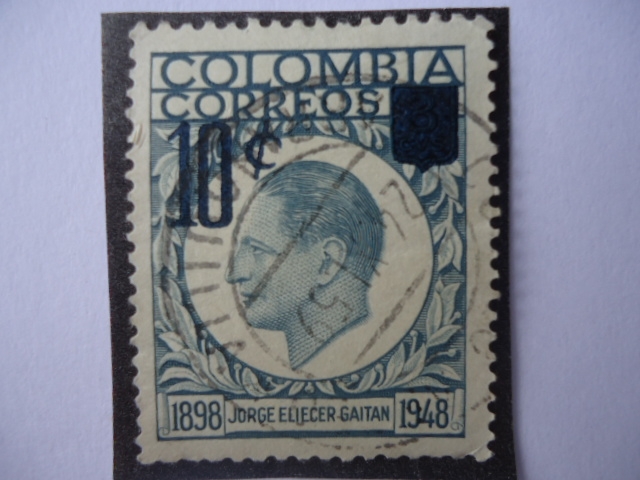 COLOMBIA
CORREOS
10¢
1898 JORGE ELIECER GAITAN 1948